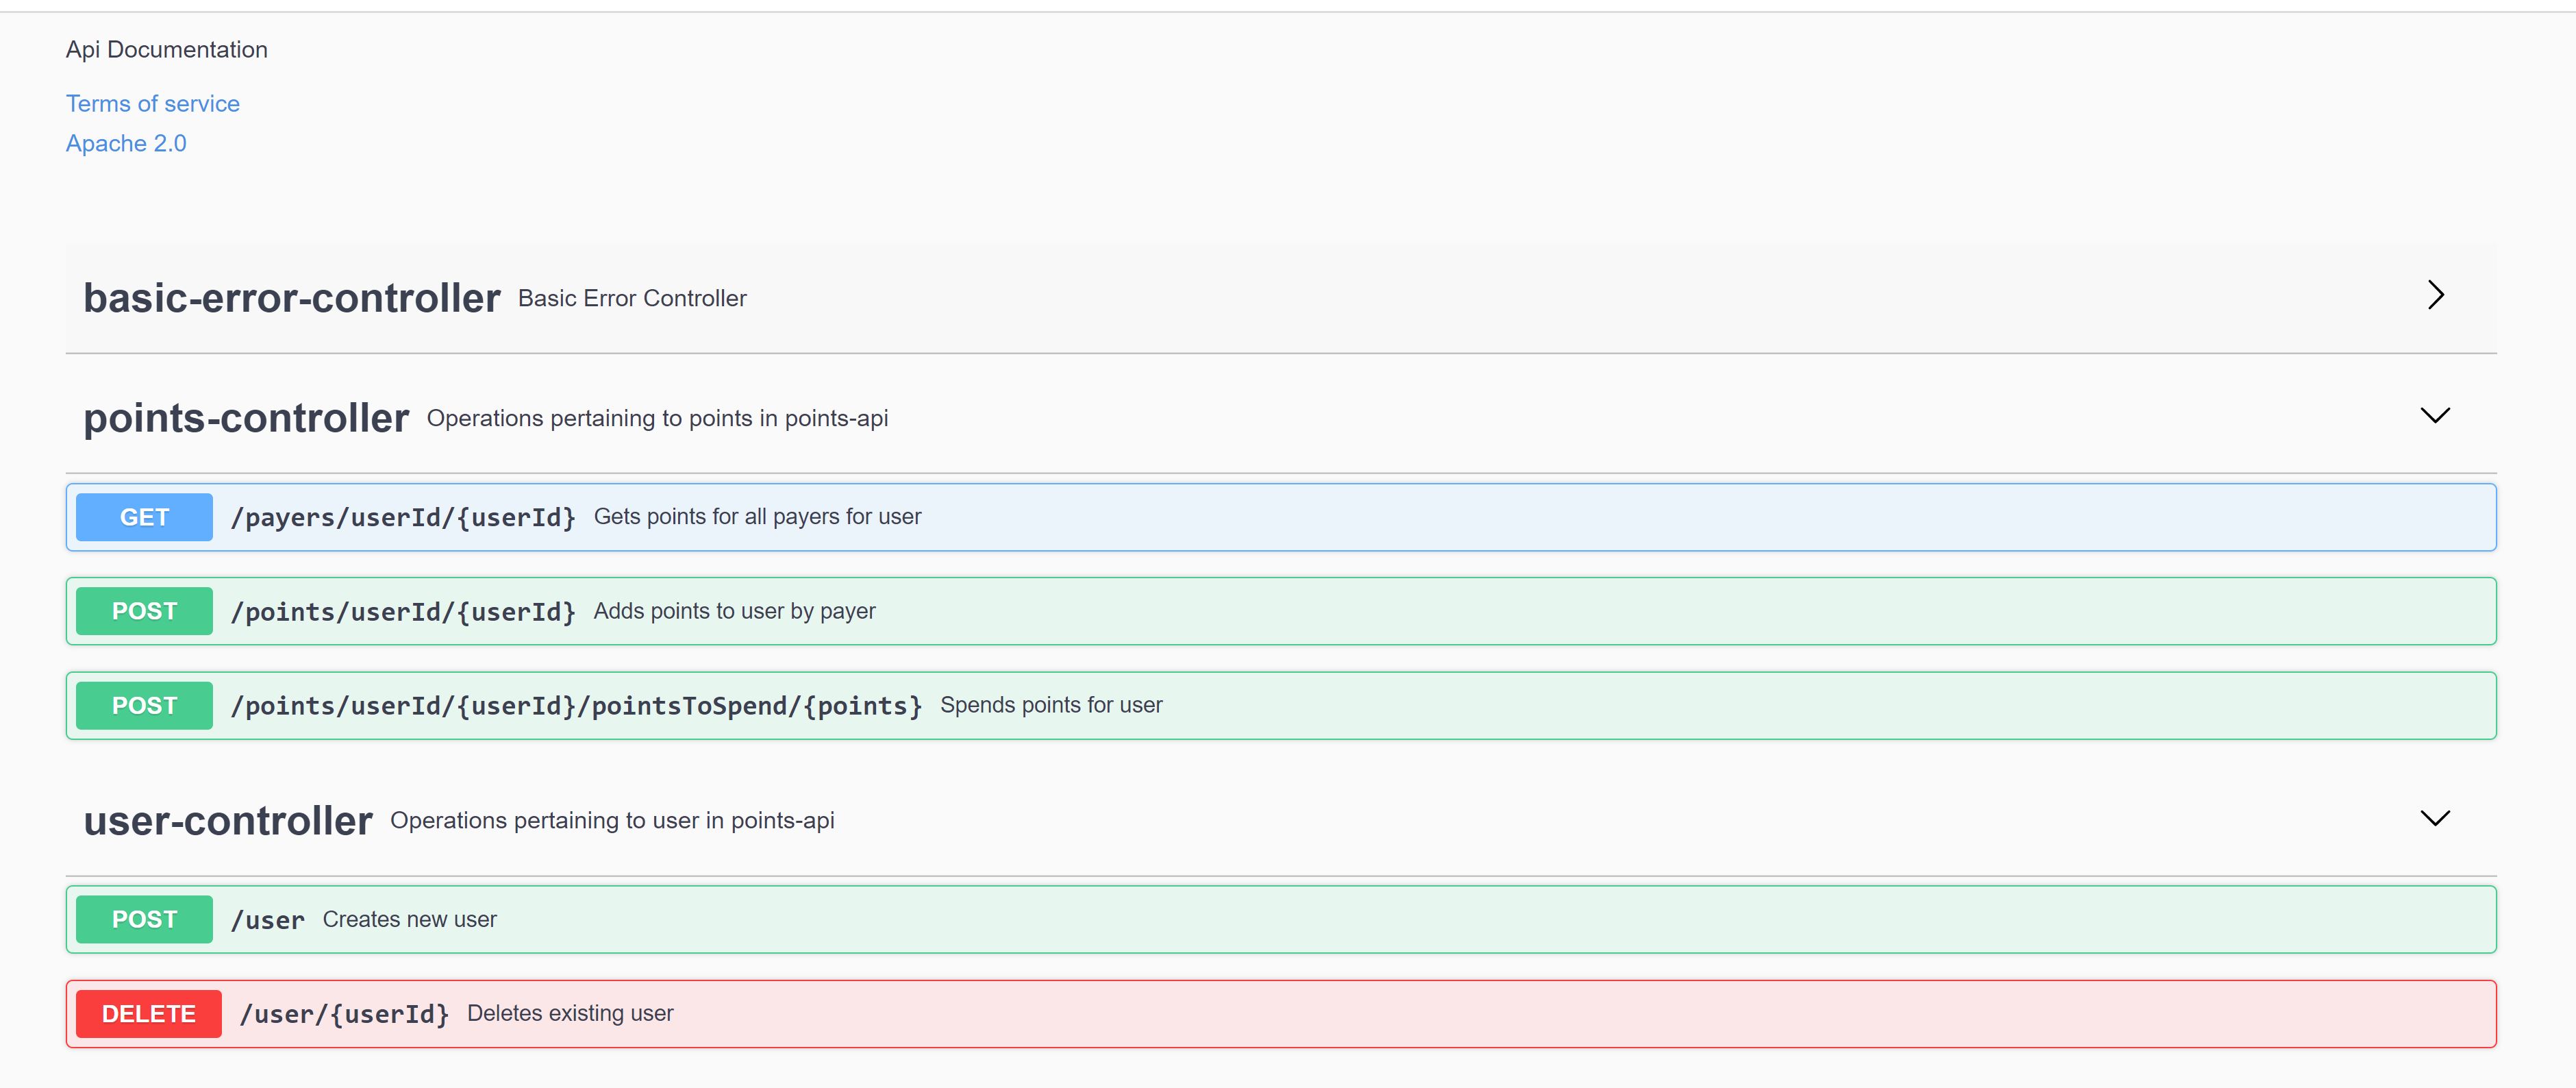 Api Documentation
Terms of service
Apache 2.0
basic-error-controller Basic Error Controller
points-controller Operations pertaining to points in points-api
GET /payers/userId/{userId} Gets points for all payers for user
POST /points/userId/{userId} Adds points to user by payer
POST /points/userId/{userId}/pointsToSpend/{points} Spends points for user
user-controller Operations pertaining to user in points-api
POST /user Creates new user
DELETE /user/{userId} Deletes existing user